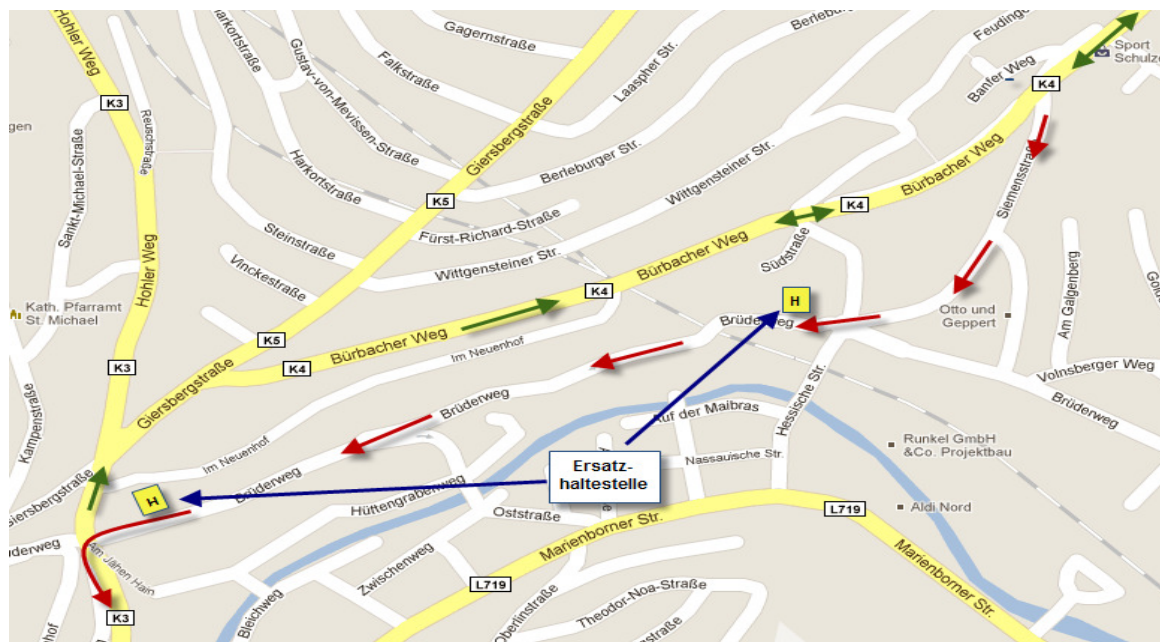 Hohler Weg
K3
Harkortstraße
Gustav-von-Mevissen-Straße
Gagernstraße
Falkstraße
Laaspher Str.
Giersbergstraße
Berleburger
Feudinger
Banfer Weg
Sport
Schulze
K4
Reuschstraße
Sankt-Michael-Straße
Harkortstraße
Berleburger Str.
Wittgensteiner Str.
Bürbacher Weg
Siemensstraße
K5
K4
Fürst-Richard-Straße
Steinstraße
Wittgensteiner Str.
Vinckestraße
Bürbacher Weg
Südstraße
Am Galgenberg
Hohler Weg
Kath. Pfarramt
St. Michael
K4
H
Otto und
Geppert
Brüderweg
K5
Bürbacher Weg
Im Neuenhof
K3
K4
Volnsberger Weg
Giersbergstraße
Kampenstraße
Brüderweg
Hessische Str.
Brüderweg
Auf der Maibras
Runkel GmbH
&Co. Projektbau
Im Neuenhof
Ersatz-
haltestelle
Nassauische Str.
Giersbergstraße
H
Brüderweg
Hüttengrabenweg
Oststraße
L719
Aldi Nord
Marienborner Str.
Marienborner Str.
Am Jähen Hain
Zwischenweg
Bleichweg
L719
Oberlinstraße
Theodor-Noa-Straße
K3